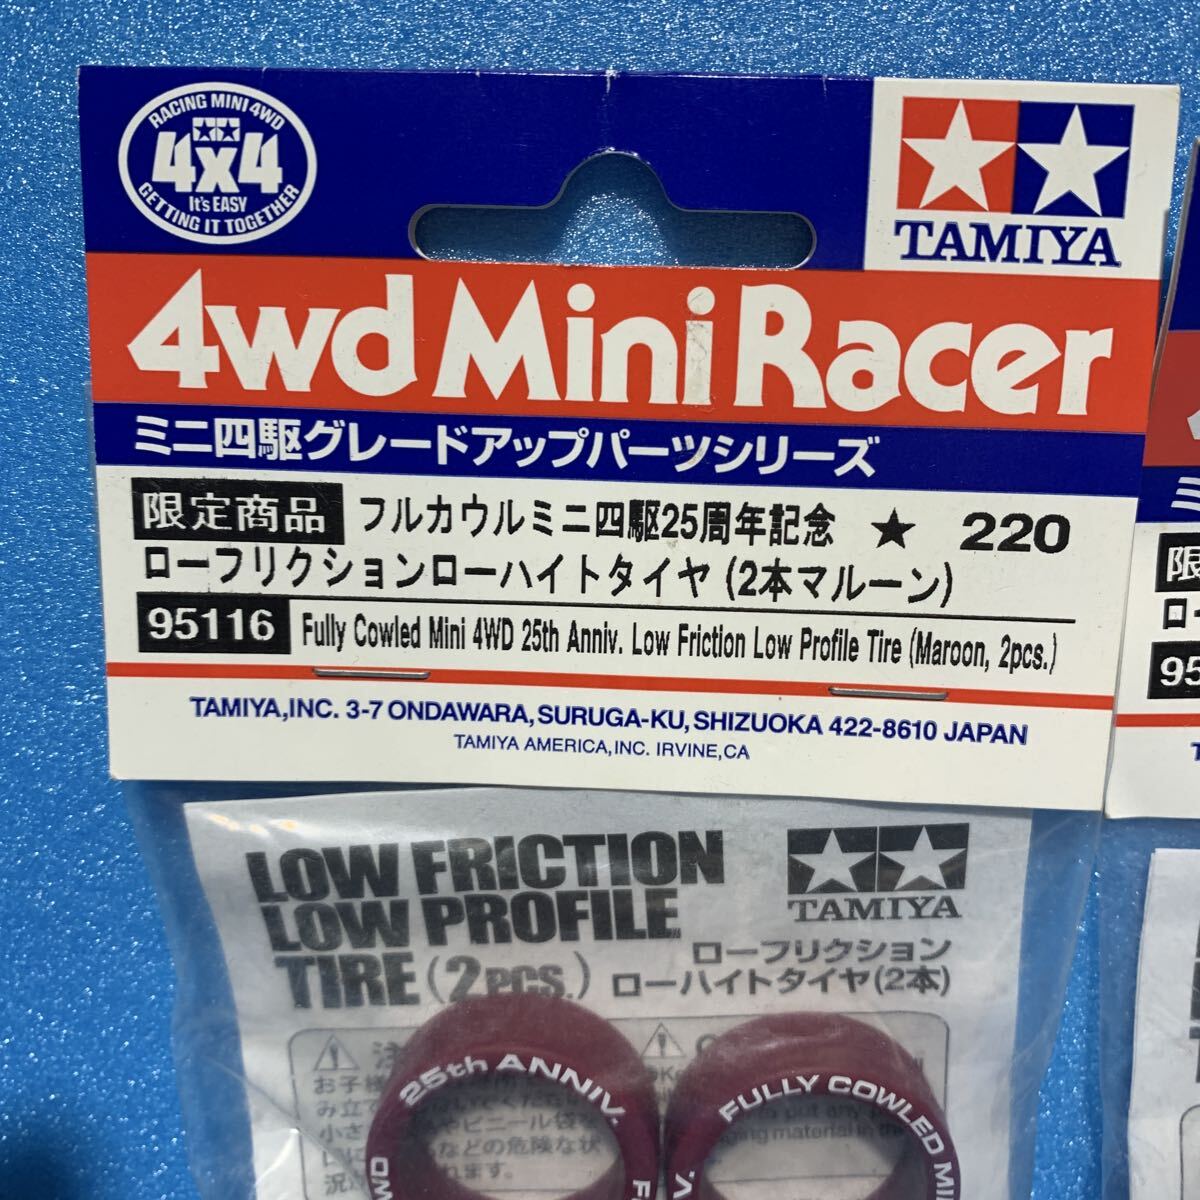 RACING MINI 4WD
4x4
It's EASY
GETTING IT TOGETHER
TAMIYA
4wd Mini Racer
ミニ四駆グレードアップパーツシリーズ
限定商品 フルカウルミニ四駆25周年記念 ★ 220
ローフリクションローハイトタイヤ (2本マルーン)
95116 Fully Cowled Mini 4WD 25th Anniv. Low Friction Low Profile Tire (Maroon, 2pcs.)
TAMIYA,INC. 3-7 ONDAWARA, SURUGA-KU, SHIZUOKA 422-8610 JAPAN
TAMIYA AMERICA, INC. IRVINE, CA
LOW FRICTION
LOW PROFILE
TIRE (2PCS.)
TAMIYA
ローフリクション
ローハイトタイヤ(2本)
25th ANNIV.
FULLY COWLED MI